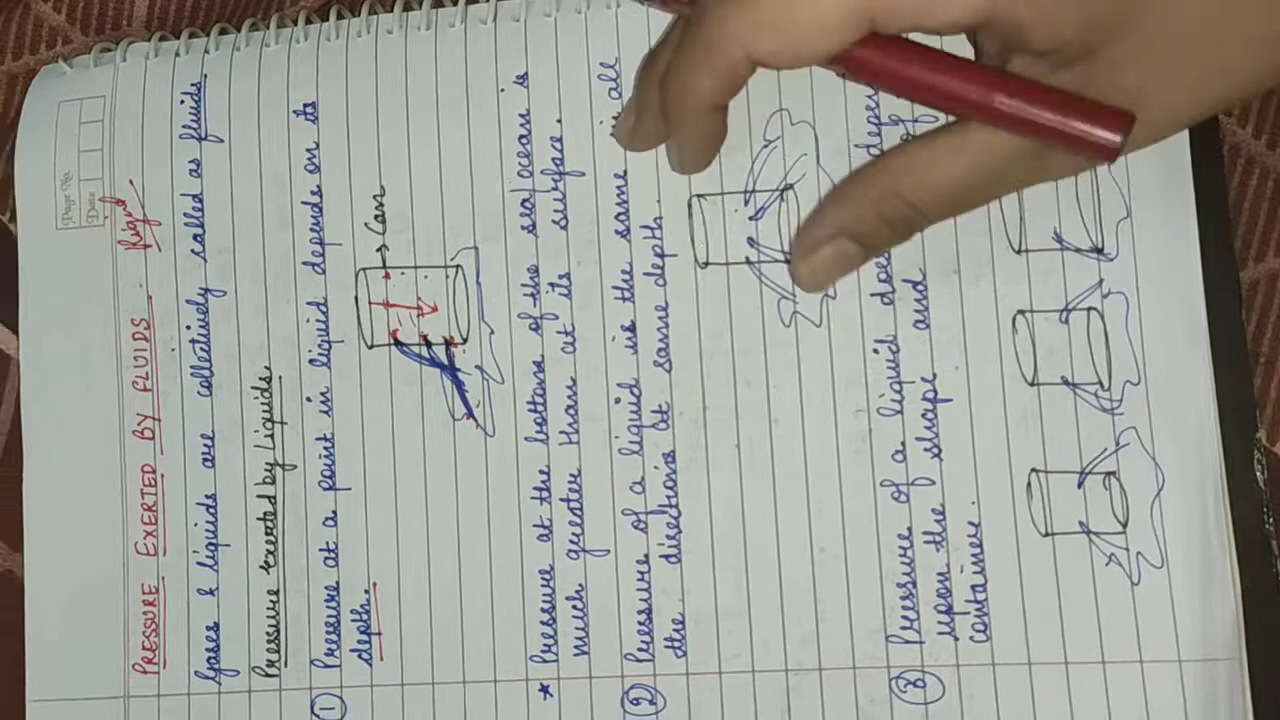 Page No.
Date
PRESSURE EXERTED BY FLUIDS.
Gases & liquids are collectively called as fluids
Pressure exerted by liquids.
① Pressure at a point in liquid depends on its
depth.
→ Can
* Pressure at the bottom of the sea/ocean is
much greater than at its surface.
② Pressure of a liquid is the same in all
the directions at same depth.
③ Pressure of a liquid does depen
upon the shape and of
container.